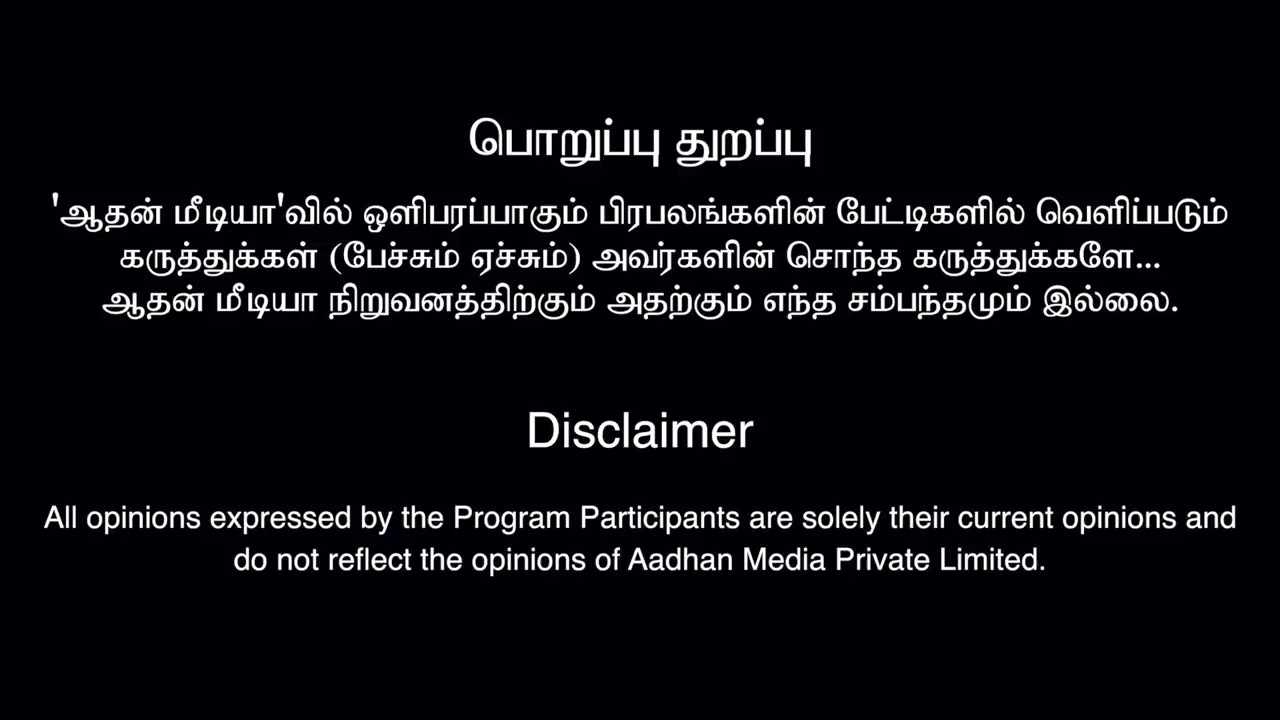 பொறுப்பு துறப்பு
'ஆதன் மீடியா'வில் ஒளிபரப்பாகும் பிரபலங்களின் பேட்டிகளில் வெளிப்படும்
கருத்துக்கள் (பேச்சும் ஏச்சும்) அவர்களின் சொந்த கருத்துக்களே...
ஆதன் மீடியா நிறுவனத்திற்கும் அதற்கும் எந்த சம்பந்தமும் இல்லை.
Disclaimer
All opinions expressed by the Program Participants are solely their current opinions and
do not reflect the opinions of Aadhan Media Private Limited.